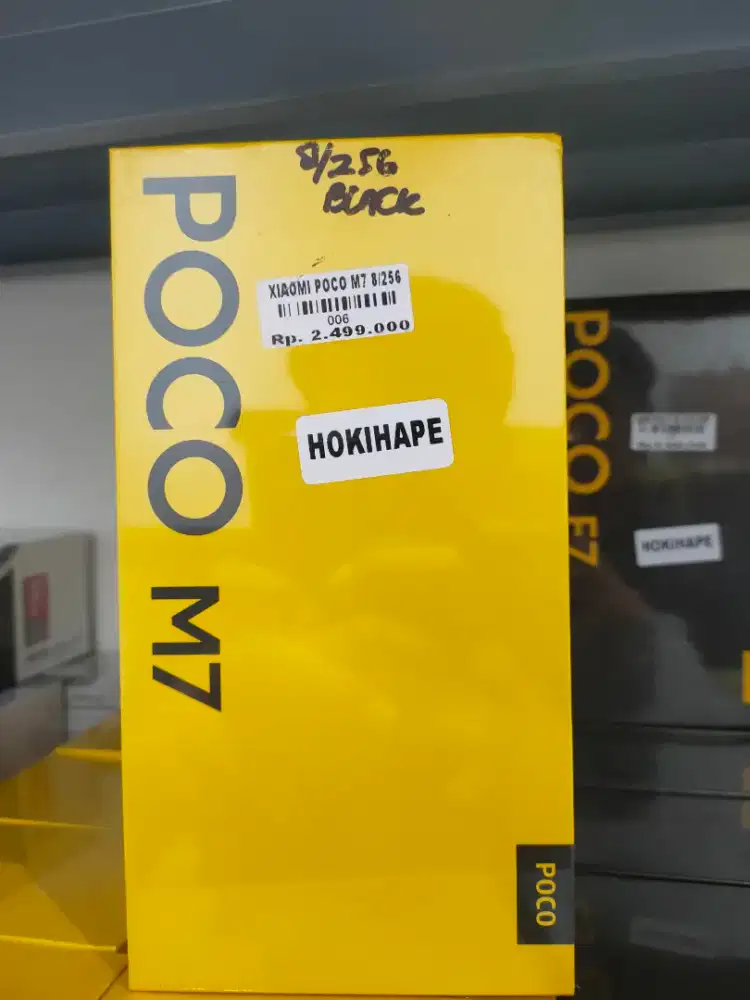 8/256
BLACK
POCO M7
XIAOMI POCO M7 8/256
006
Rp. 2.499.000
HOKIHAPE
POCO
POCO F7
HOKIHAPE